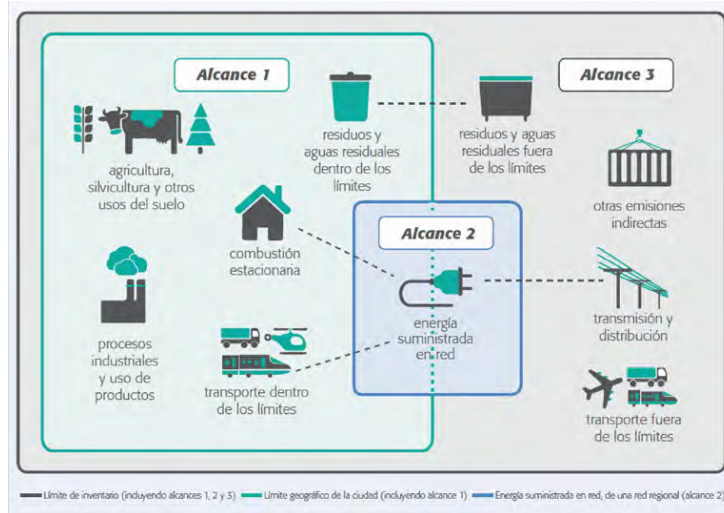 Alcance 1
Alcance 3
agricultura,
silvicultura y otros
usos del suelo
residuos y
aguas residuales
dentro de los
límites
residuos y aguas
residuales fuera
de los límites
otras emisiones
indirectas
combustión
estacionaria
Alcance 2
energía
suministrada
en red
transmisión y
distribución
procesos
industriales
y uso de
productos
transporte dentro
de los límites
transporte fuera
de los límites
Límite de inventario (incluyendo alcances 1, 2 y 3)
Límite geográfico de la ciudad (incluyendo alcance 1)
Energía suministrada en red, de una red regional (alcance 2)